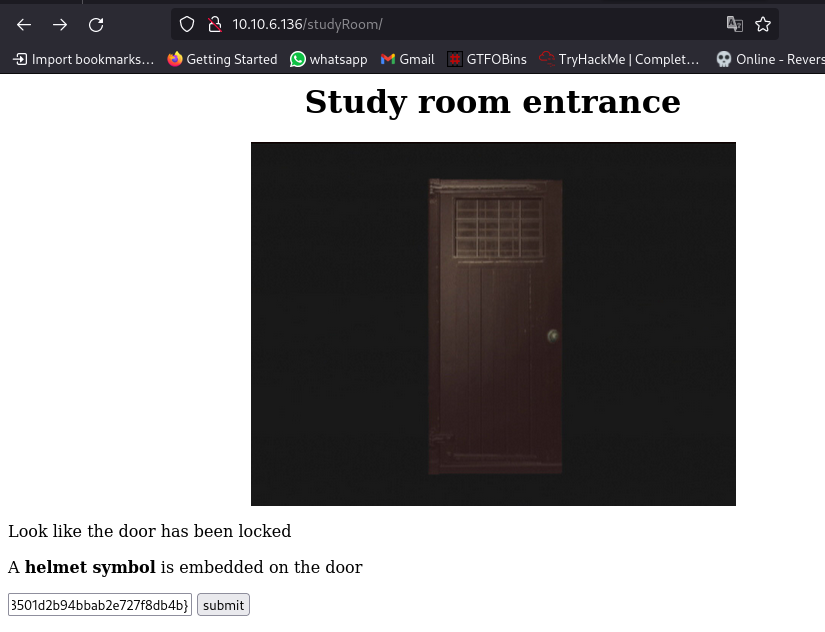 10.10.6.136/studyRoom/
Import bookmarks... Getting Started whatsapp Gmail GTFOBins TryHackMe | Complet... Online - Revers
Study room entrance
Look like the door has been locked
A helmet symbol is embedded on the door
3501d2b94bbab2e727f8db4b} submit